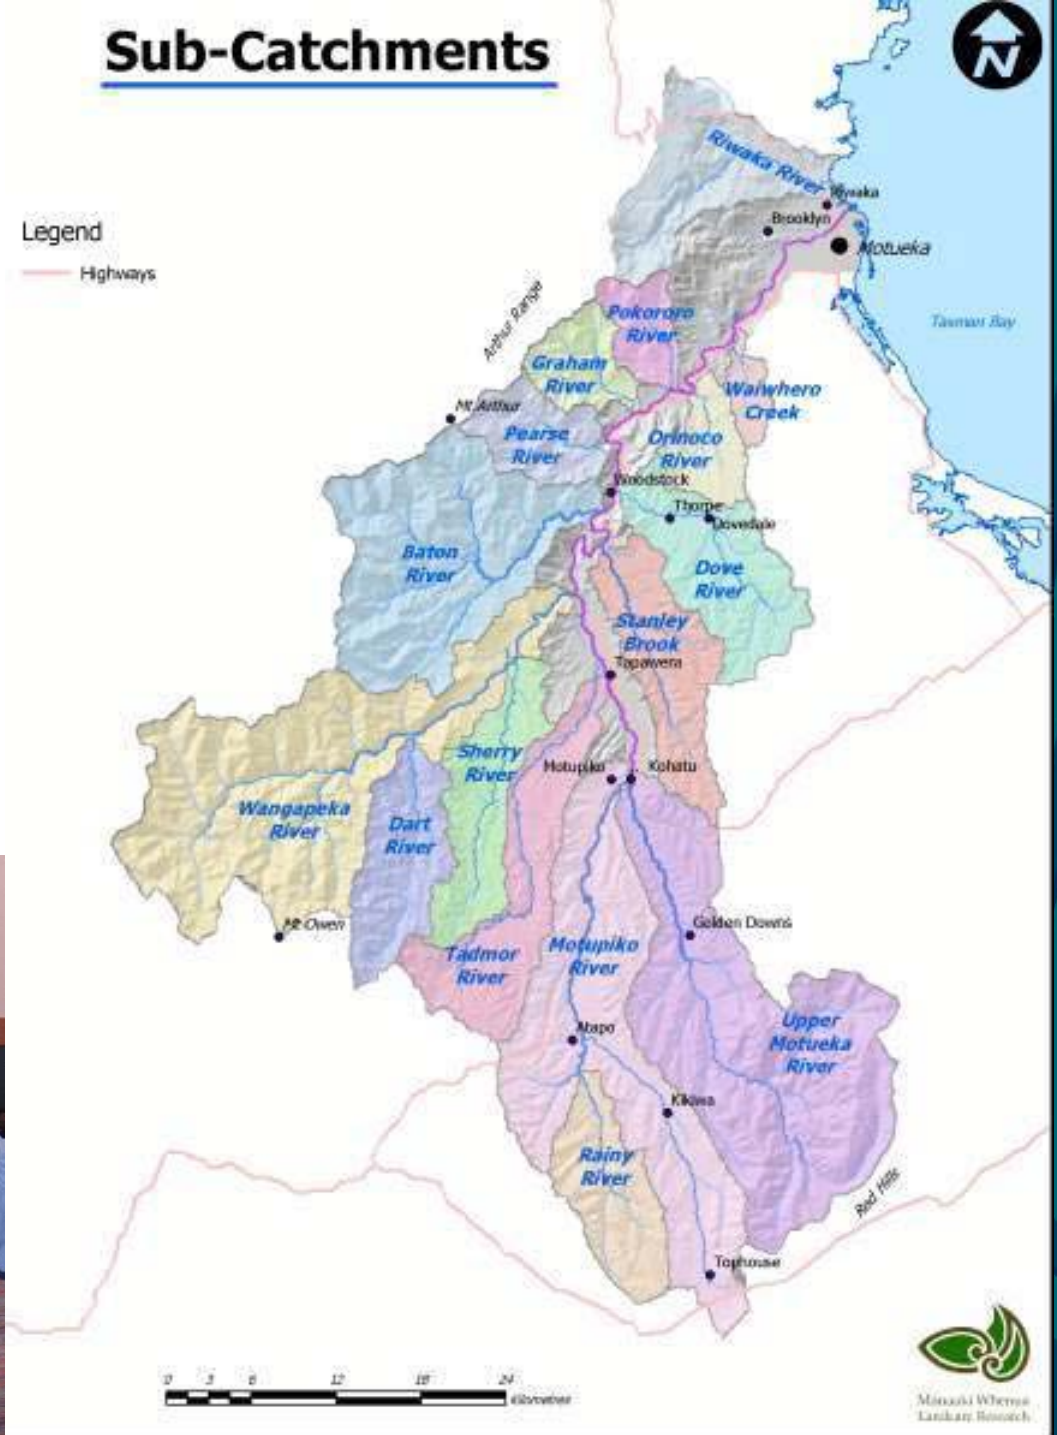 Sub-Catchments
N
Legend
Highways
Riwaka River
Riwaka
Brooklyn
Motueka
Tasman Bay
Arthur Range
Pokororo
River
Graham
River
Waiwhero
Creek
Mt Arthur
Pearse
River
Orinoco
River
Woodstock
Thorpe
Dovedale
Baton
River
Dove
River
Stanley
Brook
Tapawera
Sherry
River
Motupiko
Kohatu
Wangapeka
River
Dart
River
Mt Owen
Golden Downs
Tadmor
River
Motupiko
River
Atapo
Upper
Motueka
River
Kikiwa
Rainy
River
Red Hills
Tophouse
0 3 6 12 18 24
Kilometres
Manaaki Whenua
Landcare Research